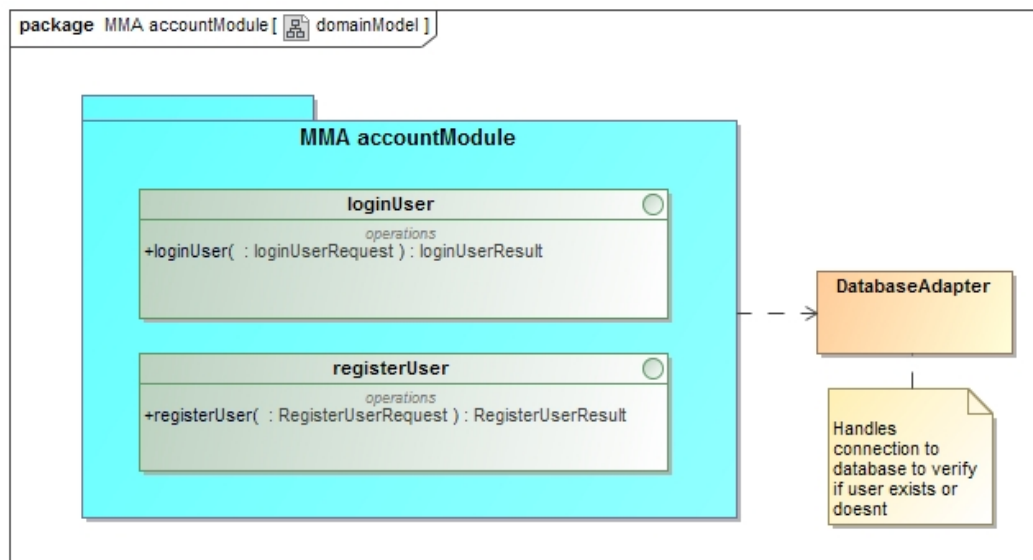 package MMA accountModule [ domainModel ]
MMA accountModule
loginUser
operations
+loginUser( : loginUserRequest ) : loginUserResult
registerUser
operations
+registerUser( : RegisterUserRequest ) : RegisterUserResult
DatabaseAdapter
Handles
connection to
database to verify
if user exists or
doesnt